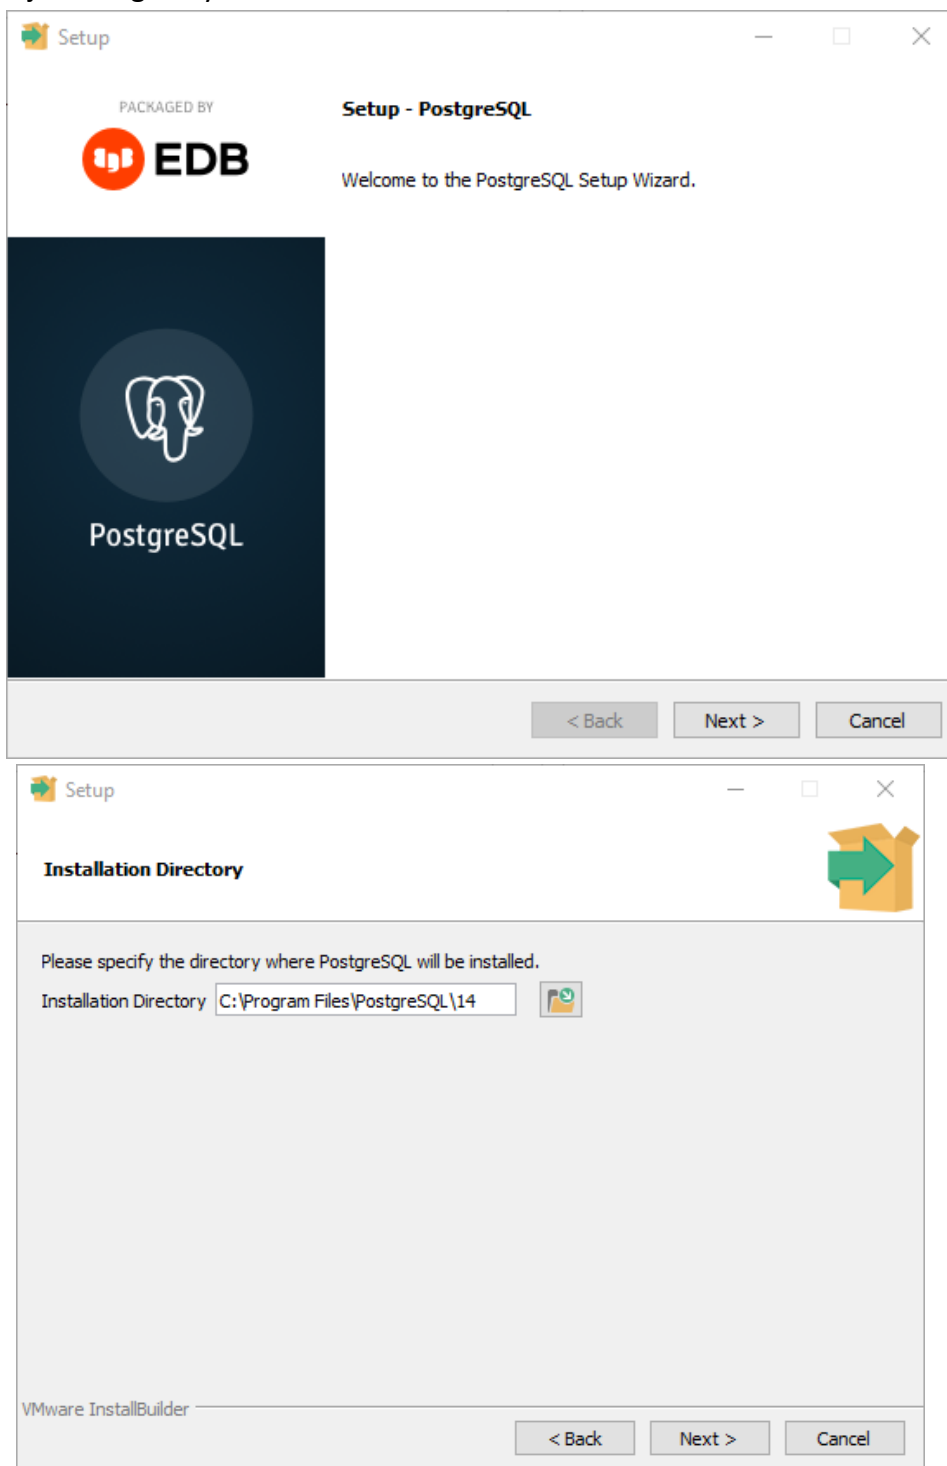 Setup
PACKAGED BY
EDB
Setup - PostgreSQL
Welcome to the PostgreSQL Setup Wizard.
PostgreSQL
< Back
Next >
Cancel
Setup
Installation Directory
Please specify the directory where PostgreSQL will be installed.
Installation Directory C:\Program Files\PostgreSQL\14
VMware InstallBuilder
< Back
Next >
Cancel